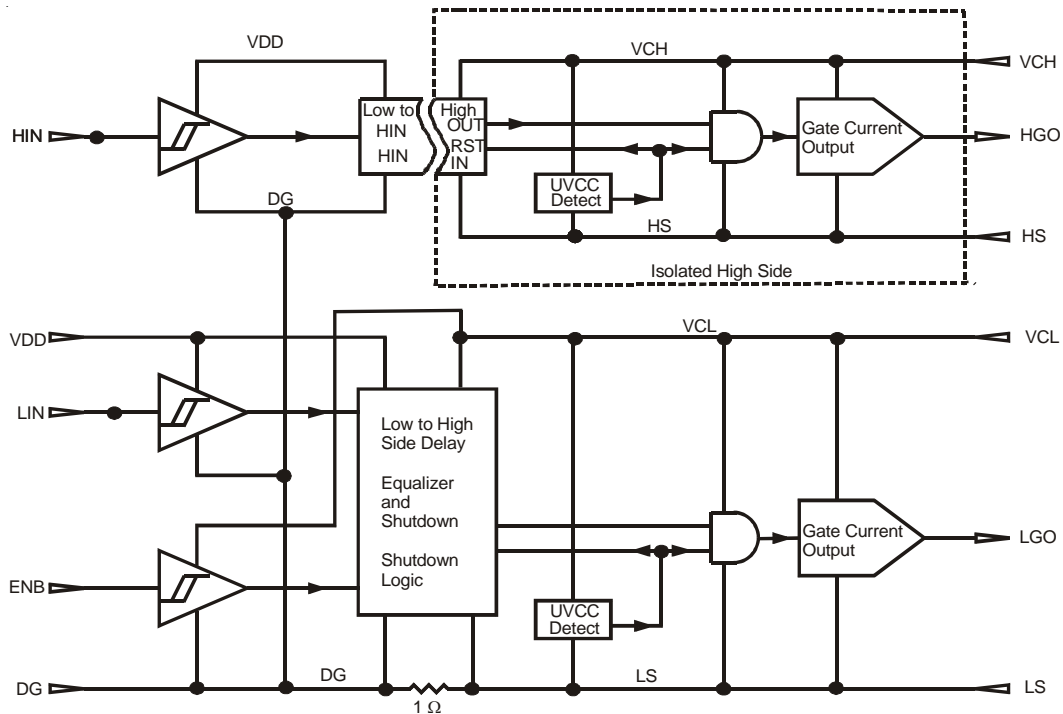 VDD
VCH
VCH
HIN
Low to
HIN
HIN
High
OUT
RST
IN
Gate Current
Output
HGO
UVCC
Detect
DG
HS
HS
Isolated High Side
VDD
VCL
VCL
LIN
Low to High
Side Delay
Equalizer
and
Shutdown
Shutdown
Logic
Gate Current
Output
LGO
ENB
UVCC
Detect
DG
DG
LS
LS
1 Ω